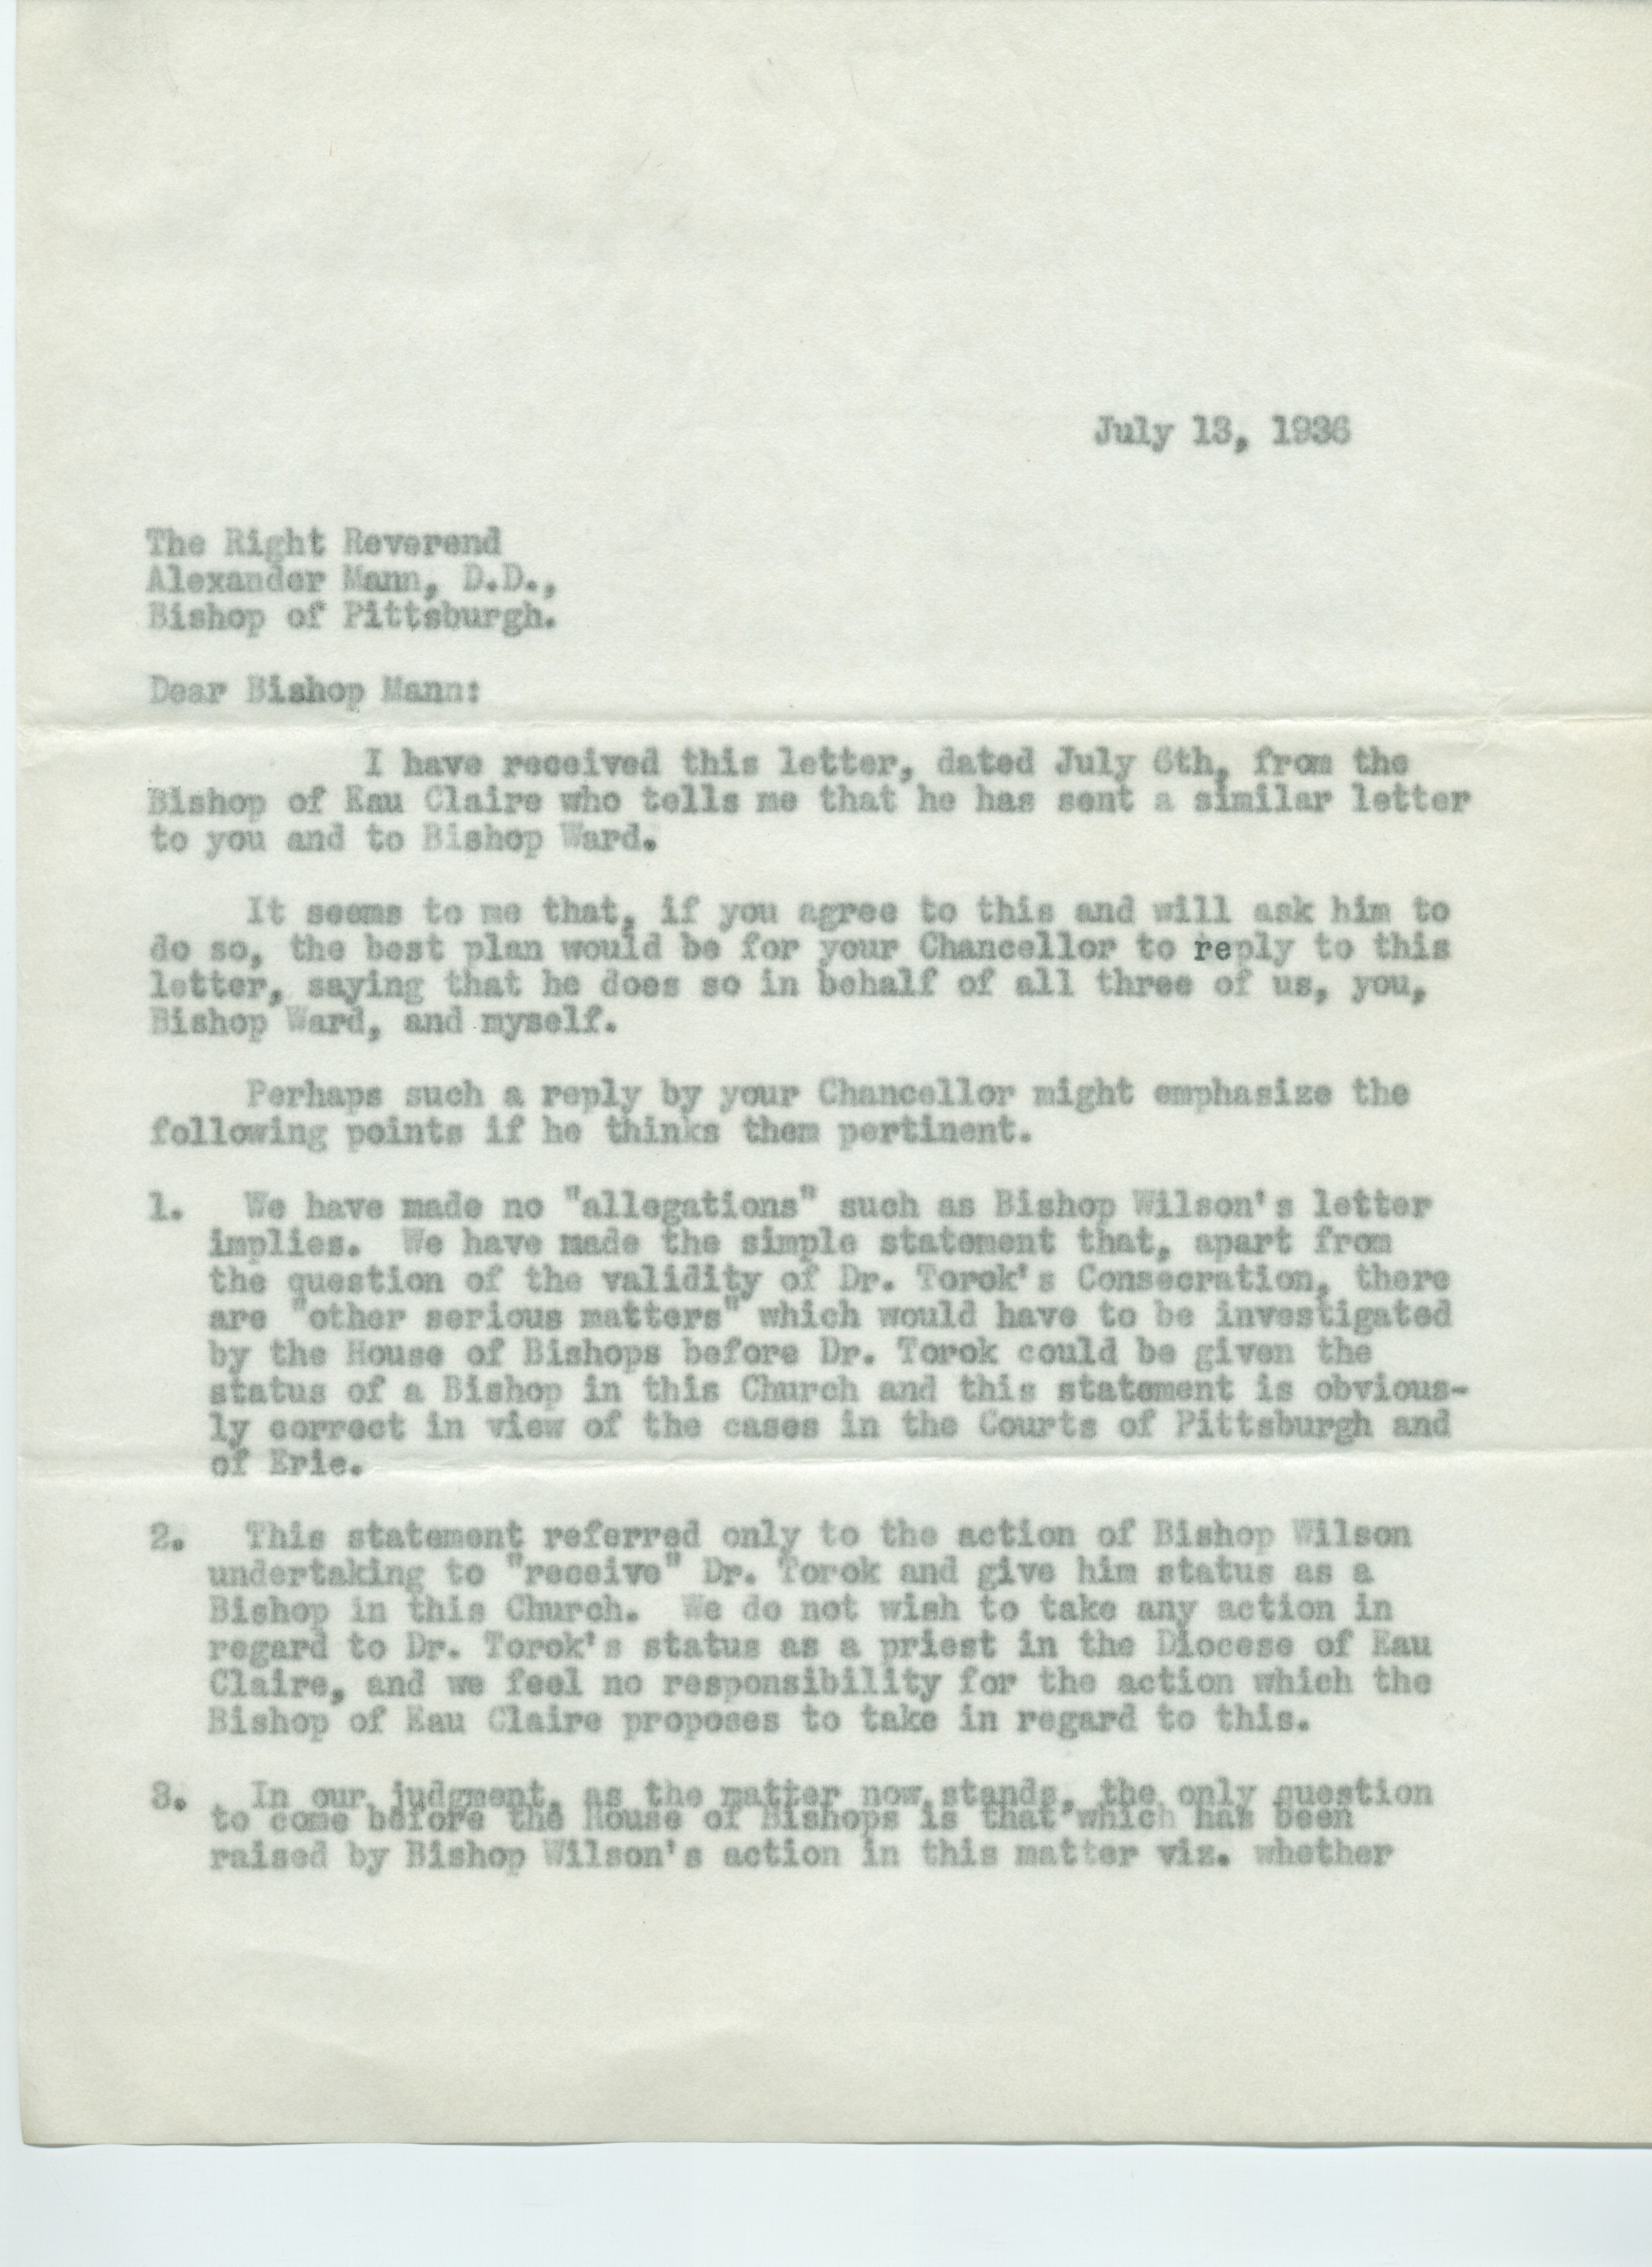 July 13, 1936
The Right Reverend
Alexander Mann, D.D.,
Bishop of Pittsburgh.
Dear Bishop Mann:
I have received this letter, dated July 6th, from the
Bishop of Eau Claire who tells me that he has sent a similar letter
to you and to Bishop Ward.
It seems to me that, if you agree to this and will ask him to
do so, the best plan would be for your Chancellor to reply to this
letter, saying that he does so in behalf of all three of us, you,
Bishop Ward, and myself.
Perhaps such a reply by your Chancellor might emphasize the
following points if he thinks them pertinent.
1. We have made no "allegations" such as Bishop Wilson's letter
implies. We have made the simple statement that, apart from
the question of the validity of Dr. Torok's Consecration, there
are "other serious matters" which would have to be investigated
by the House of Bishops before Dr. Torok could be given the
status of a Bishop in this Church and this statement is obvious-
ly correct in view of the cases in the Courts of Pittsburgh and
of Erie.
2. This statement referred only to the action of Bishop Wilson
undertaking to "receive" Dr. Torok and give him status as a
Bishop in this Church. We do not wish to take any action in
regard to Dr. Torok's status as a priest in the Diocese of Eau
Claire, and we feel no responsibility for the action which the
Bishop of Eau Claire proposes to take in regard to this.
3. In our judgment, as the matter now stands, the only question
to come before the House of Bishops is that which has been
raised by Bishop Wilson's action in this matter viz. whether